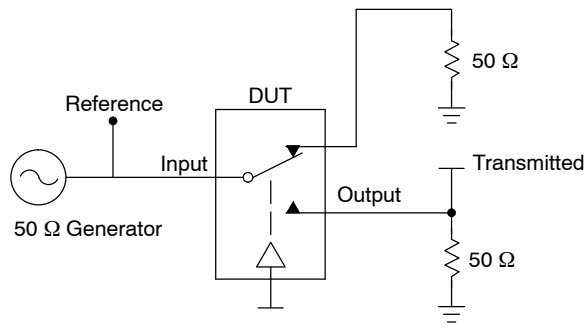 50 Ω
DUT
Reference
Input
Transmitted
Output
50 Ω Generator
50 Ω